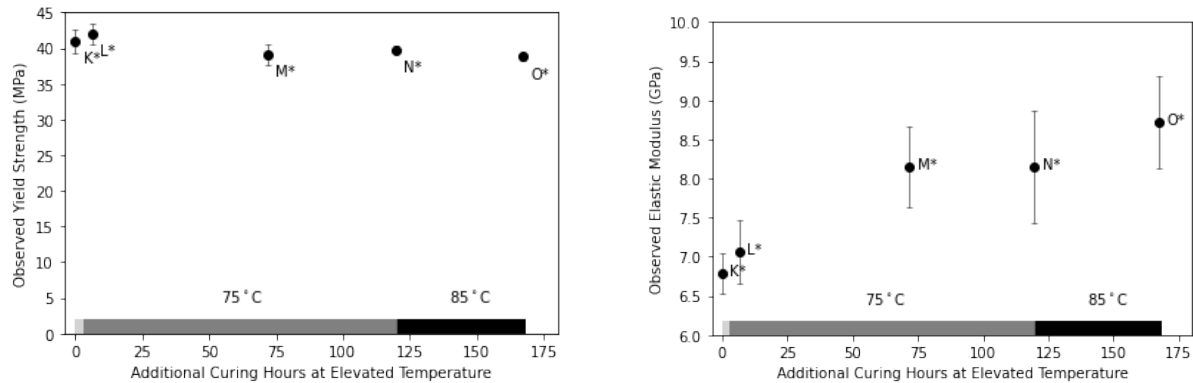 Observed Yield Strength (MPa)
45
40
35
30
25
20
15
10
5
0
K*
L*
M*
N*
O*
75°C
85°C
0
25
50
75
100
125
150
175
Additional Curing Hours at Elevated Temperature
Observed Elastic Modulus (GPa)
10.0
9.5
9.0
8.5
8.0
7.5
7.0
6.5
6.0
K*
L*
M*
N*
O*
75°C
85°C
0
25
50
75
100
125
150
175
Additional Curing Hours at Elevated Temperature